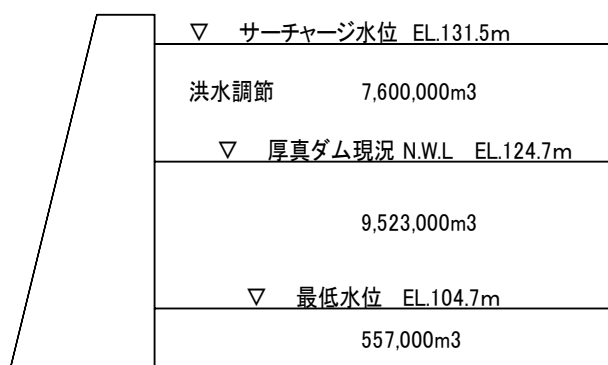 ▽ サーチャージ水位 EL.131.5m
洪水調節 7,600,000m3
▽ 厚真ダム現況 N.W.L EL.124.7m
9,523,000m3
▽ 最低水位 EL.104.7m
557,000m3